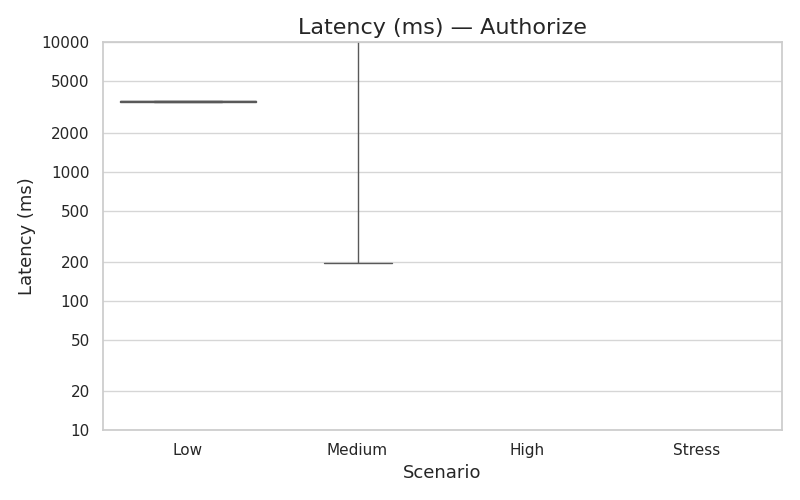 Latency (ms) — Authorize
10000
5000
2000
1000
500
200
100
50
20
10
Latency (ms)
Low
Medium
High
Stress
Scenario